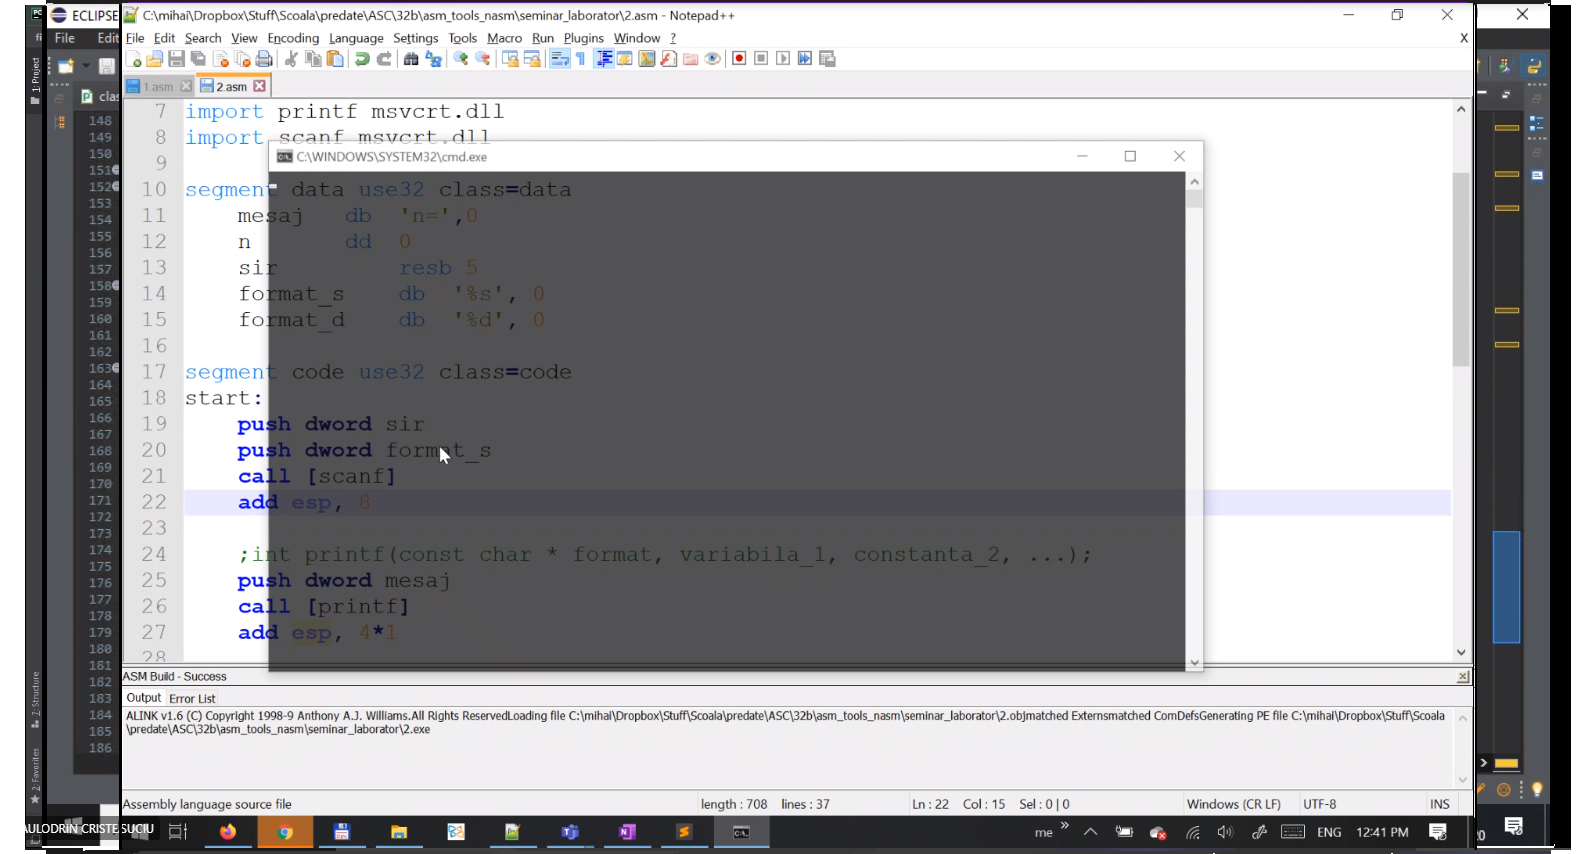 ECLIPSE
C:\mihai\Dropbox\Stuff\Scoala\predate\ASC\32b\asm_tools_nasm\seminar_laborator\2.asm - Notepad++
File Edit
File Edit Search View Encoding Language Settings Tools Macro Run Plugins Window ? X
1.asm 2.asm
1: Project
clas
7 import printf msvcrt.dll
8 import scanf msvcrt.dll
C:\WINDOWS\SYSTEM32\cmd.exe
9
10 segment data use32 class=data
11 mesaj db 'n=',0
12 n dd 0
13 sir resb 5
14 format_s db '%s', 0
15 format_d db '%d', 0
16
17 segment code use32 class=code
18 start:
19 push dword sir
20 push dword format_s
21 call [scanf]
22 add esp, 8
23
24 ;int printf(const char * format, variabila_1, constanta_2, ...);
25 push dword mesaj
26 call [printf]
27 add esp, 4*1
28
148
149
150
151
152
153
154
155
156
157
158
159
160
161
162
163
164
165
166
167
168
169
170
171
172
173
174
175
176
177
178
179
180
181
182
183
184
185
186
Z: Structure
2: Favorites
ASM Build - Success
Output Error List
ALINK v1.6 (C) Copyright 1998-9 Anthony A.J. Williams.All Rights ReservedLoading file C:\mihai\Dropbox\Stuff\Scoala\predate\ASC\32b\asm_tools_nasm\seminar_laborator\2.objmatched Externsmatched ComDefsGenerating PE file C:\mihai\Dropbox\Stuff\Scoala
\predate\ASC\32b\asm_tools_nasm\seminar_laborator\2.exe
Assembly language source file length : 708 lines : 37 Ln : 22 Col : 15 Sel : 0 | 0 Windows (CR LF) UTF-8 INS
AULODRIN CRISTESUCIU
me ENG 12:41 PM